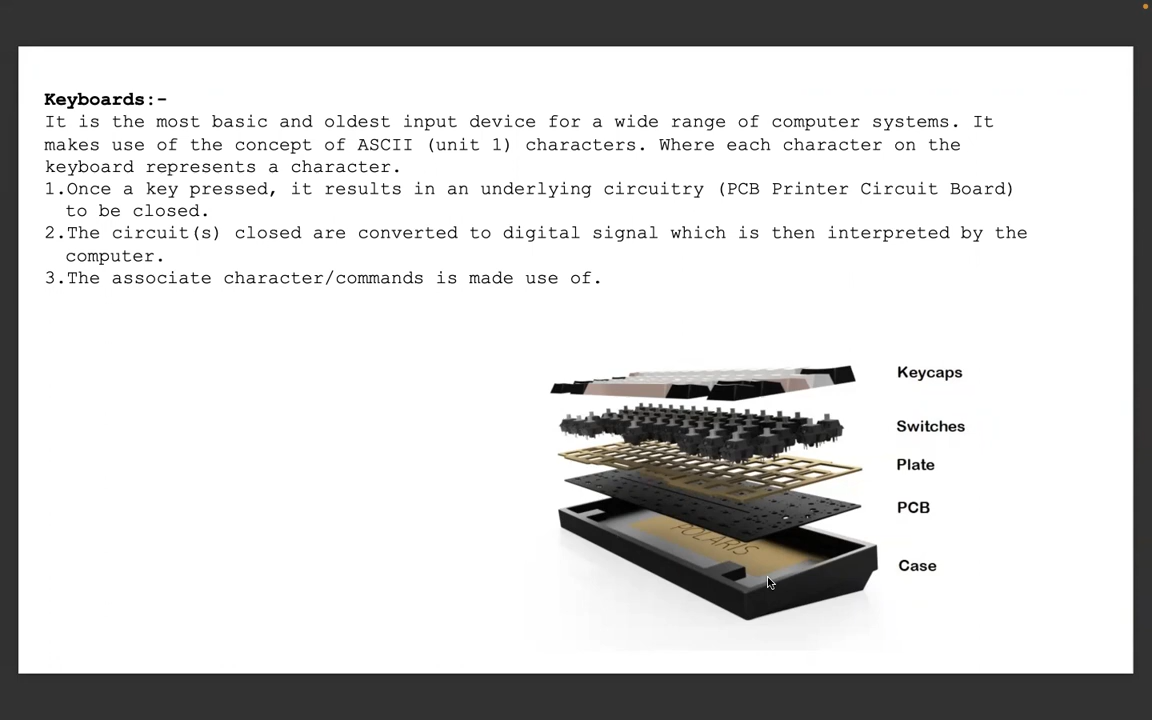 Keyboards:-
It is the most basic and oldest input device for a wide range of computer systems. It
makes use of the concept of ASCII (unit 1) characters. Where each character on the
keyboard represents a character.
1.Once a key pressed, it results in an underlying circuitry (PCB Printer Circuit Board)
to be closed.
2.The circuit(s) closed are converted to digital signal which is then interpreted by the
computer.
3.The associate character/commands is made use of.
Keycaps
Switches
Plate
PCB
POLARIS
Case